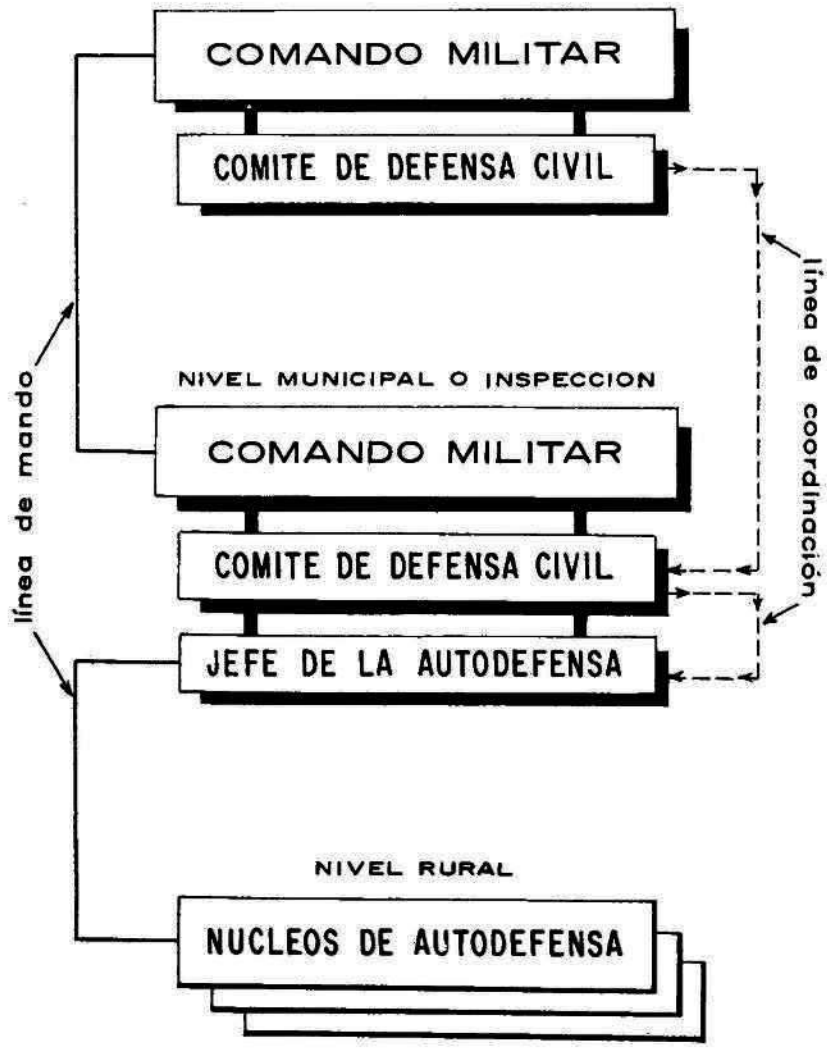 COMANDO MILITAR
COMITE DE DEFENSA CIVIL
línea de mando
línea de coordinación
NIVEL MUNICIPAL O INSPECCION
COMANDO MILITAR
COMITE DE DEFENSA CIVIL
JEFE DE LA AUTODEFENSA
NIVEL RURAL
NUCLEOS DE AUTODEFENSA